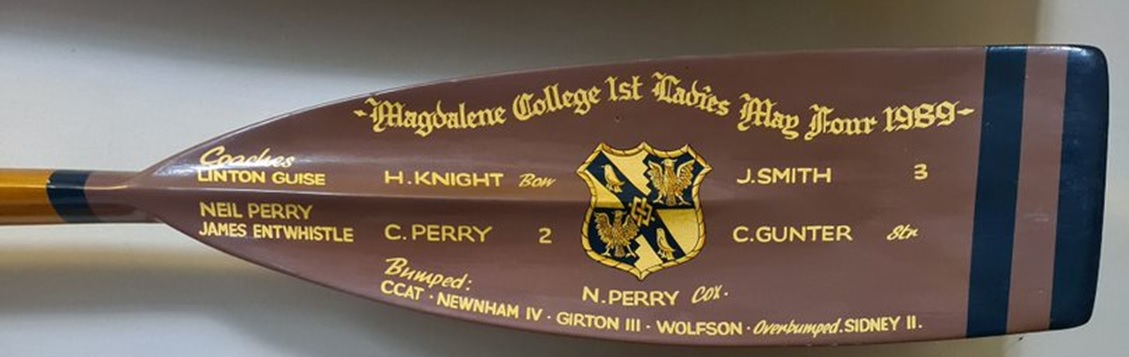 -Magdalene College 1st Ladies May Four 1989-
Coaches
LINTON GUISE
NEIL PERRY
JAMES ENTWHISTLE
H.KNIGHT Bow
C. PERRY 2
J.SMITH 3
C.GUNTER Str
N.PERRY Cox.
Bumped:
CCAT · NEWNHAM IV · GIRTON III · WOLFSON · Overbumped. SIDNEY II.